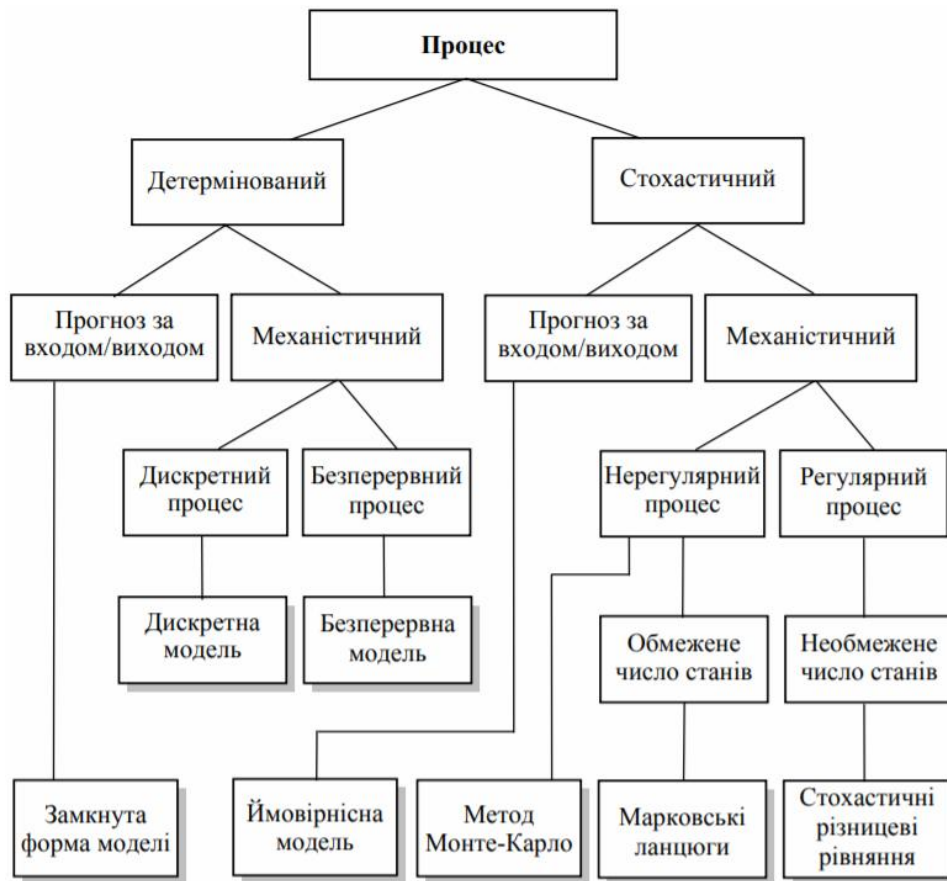 Процес
Детермінований
Стохастичний
Прогноз за
входом/виходом
Механістичний
Прогноз за
входом/виходом
Механістичний
Дискретний
процес
Безперервний
процес
Нерегулярний
процес
Регулярний
процес
Дискретна
модель
Безперервна
модель
Обмежене
число станів
Необмежене
число станів
Замкнута
форма моделі
Ймовірнісна
модель
Метод
Монте-Карло
Марковські
ланцюги
Стохастичні
різницеві
рівняння